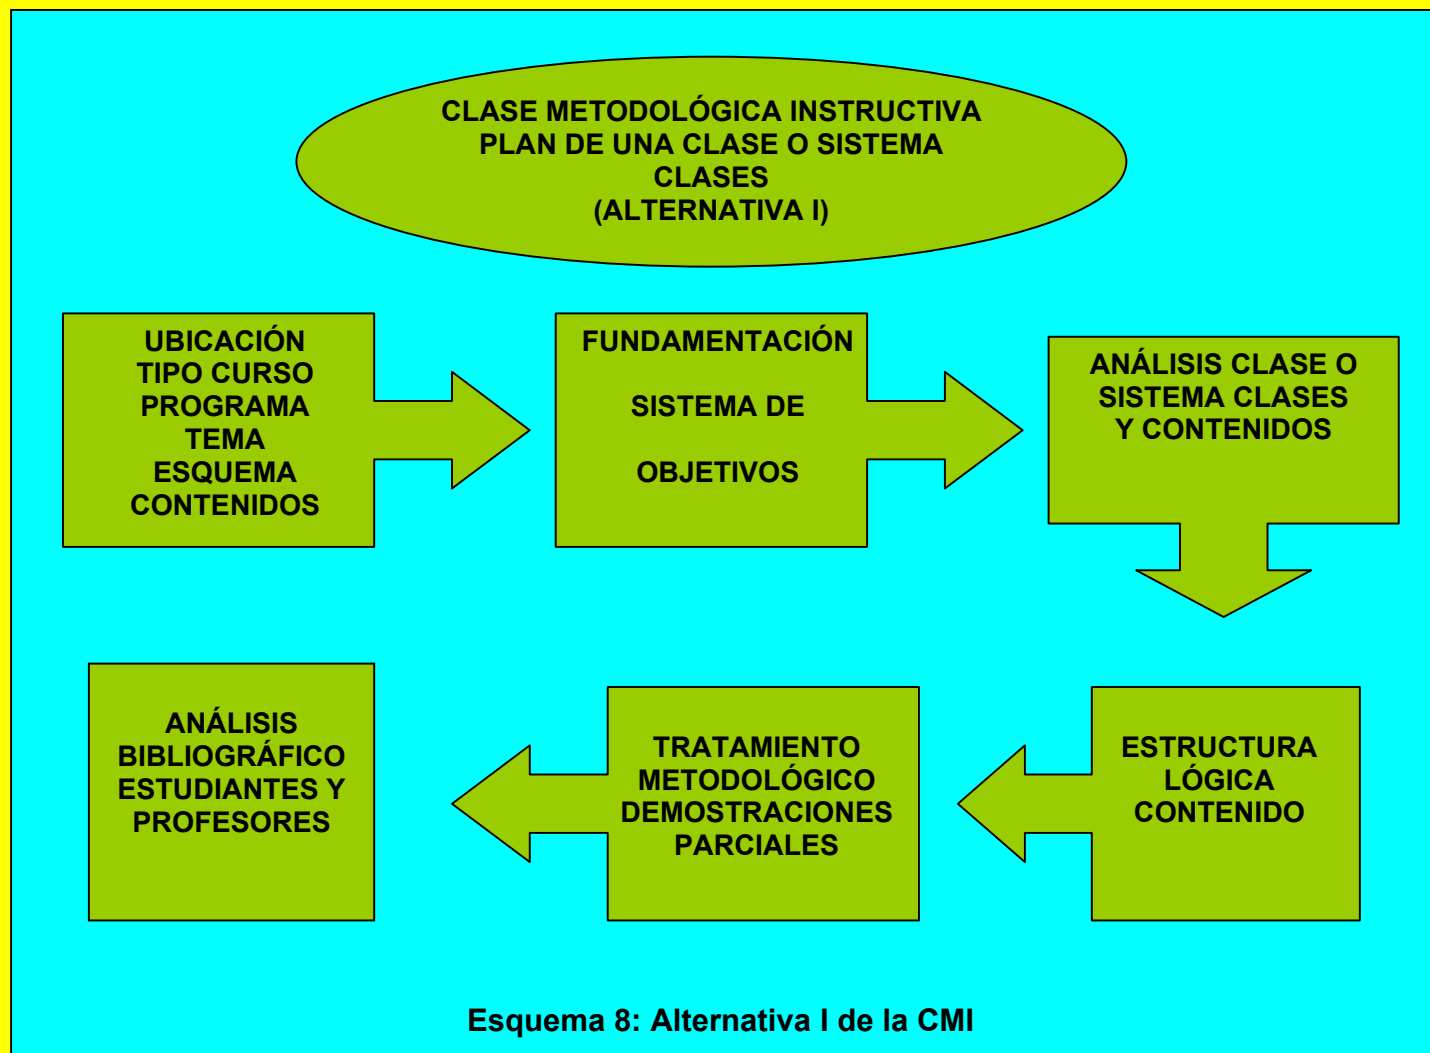 CLASE METODOLÓGICA INSTRUCTIVA
PLAN DE UNA CLASE O SISTEMA
CLASES
(ALTERNATIVA I)
UBICACIÓN
TIPO CURSO
PROGRAMA
TEMA
ESQUEMA
CONTENIDOS
FUNDAMENTACIÓN
SISTEMA DE
OBJETIVOS
ANÁLISIS CLASE O
SISTEMA CLASES
Y CONTENIDOS
ESTRUCTURA
LÓGICA
CONTENIDO
TRATAMIENTO
METODOLÓGICO
DEMOSTRACIONES
PARCIALES
ANÁLISIS
BIBLIOGRÁFICO
ESTUDIANTES Y
PROFESORES
Esquema 8: Alternativa I de la CMI